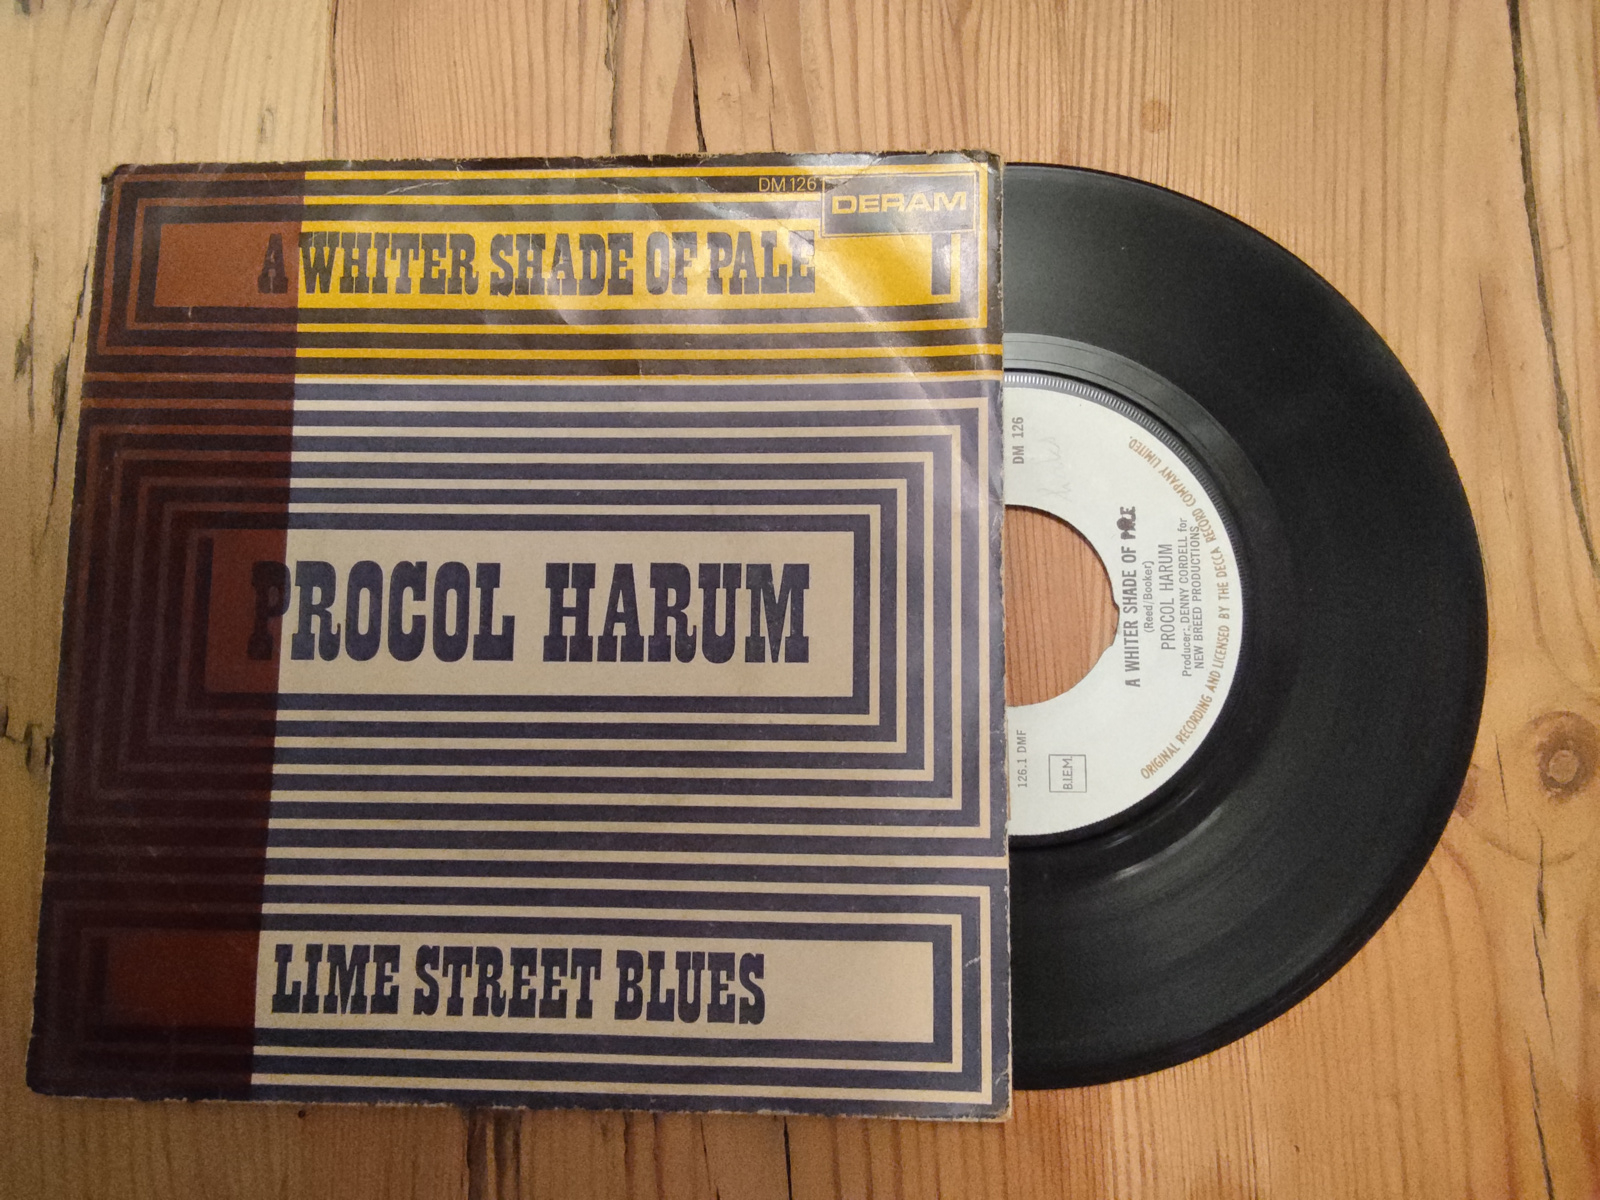 DM 126
DERAM
A WHITER SHADE OF PALE
PROCOL HARUM
LIME STREET BLUES
DM 126
A WHITER SHADE OF PALE
(Reed/Booker)
PROCOL HARUM
Producer: DENNY CORDELL for
NEW BREED PRODUCTIONS
126.1 DMF
B.I.E.M.
ORIGINAL RECORDING AND LICENSED BY THE DECCA RECORD COMPANY LIMITED.